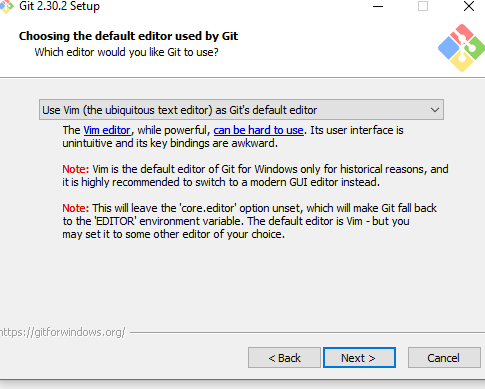 Git 2.30.2 Setup
Choosing the default editor used by Git
Which editor would you like Git to use?
Use Vim (the ubiquitous text editor) as Git's default editor
The Vim editor, while powerful, can be hard to use. Its user interface is
unintuitive and its key bindings are awkward.
Note: Vim is the default editor of Git for Windows only for historical reasons, and
it is highly recommended to switch to a modern GUI editor instead.
Note: This will leave the 'core.editor' option unset, which will make Git fall back
to the 'EDITOR' environment variable. The default editor is Vim - but you
may set it to some other editor of your choice.
https://gitforwindows.org/
< Back
Next >
Cancel